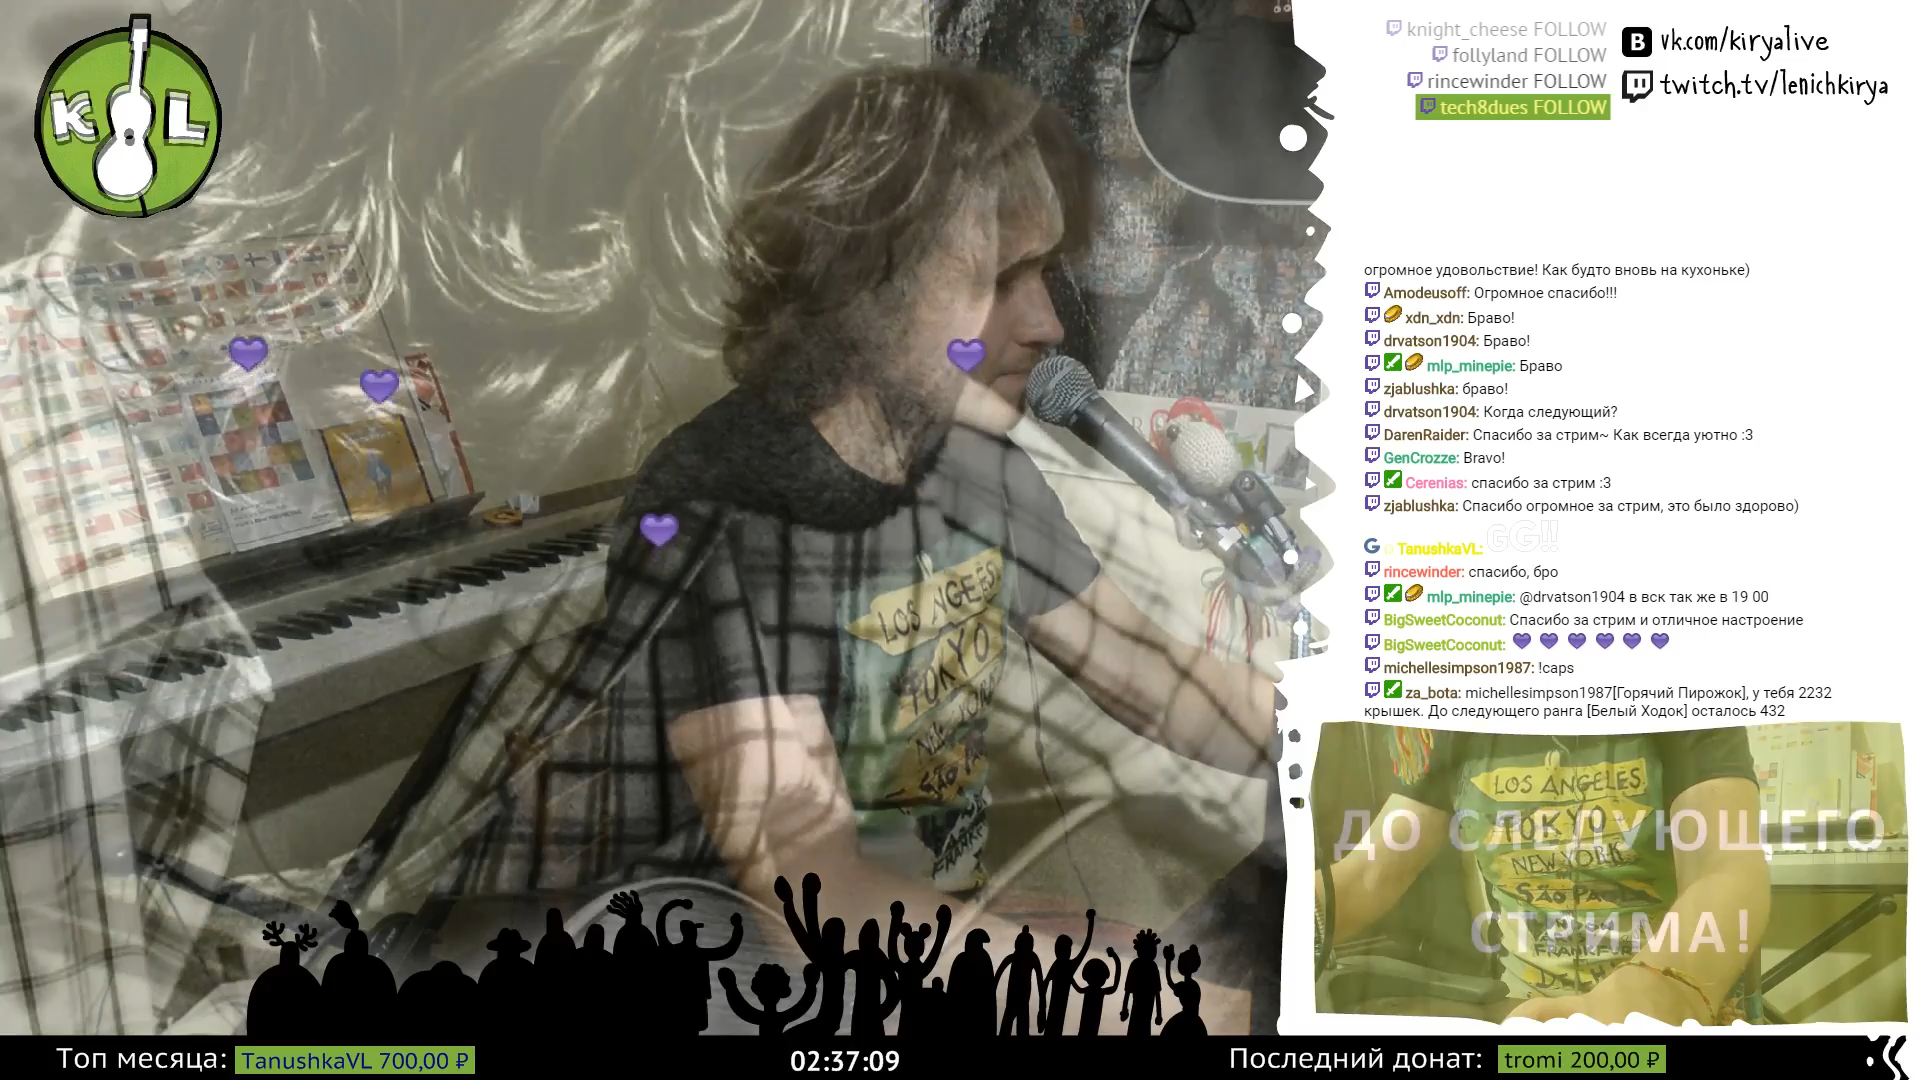 K L
knight_cheese FOLLOW
follyland FOLLOW
rincewinder FOLLOW
tech8dues FOLLOW
vk.com/kiryalive
twitch.tv/lenichkirya
огромное удовольствие! Как будто вновь на кухоньке)
Amodeusoff: Огромное спасибо!!!
xdn_xdn: Браво!
drvatson1904: Браво!
mlp_minepie: Браво
zjablushka: браво!
drvatson1904: Когда следующий?
DarenRaider: Спасибо за стрим~ Как всегда уютно :3
GenCrozze: Bravo!
Cerenias: спасибо за стрим :3
zjablushka: Спасибо огромное за стрим, это было здорово)
TanushkaVL: GG!!
rincewinder: спасибо, бро
mlp_minepie: @drvatson1904 в вск так же в 19 00
BigSweetCoconut: Спасибо за стрим и отличное настроение
BigSweetCoconut: 💜 💜 💜 💜 💜 💜
michellesimpson1987: !caps
za_bota: michellesimpson1987[Горячий Пирожок], у тебя 2232
крышек. До следующего ранга [Белый Ходок] осталось 432
LOS ANGELES
TOKYO
LOS ANGELES
TOKYO
NEW YORK
ДО СЛЕДУЮЩЕГО
СТРИМА!
Топ месяца: TanushkaVL 700,00 ₽
02:37:09
Последний донат: tromi 200,00 ₽